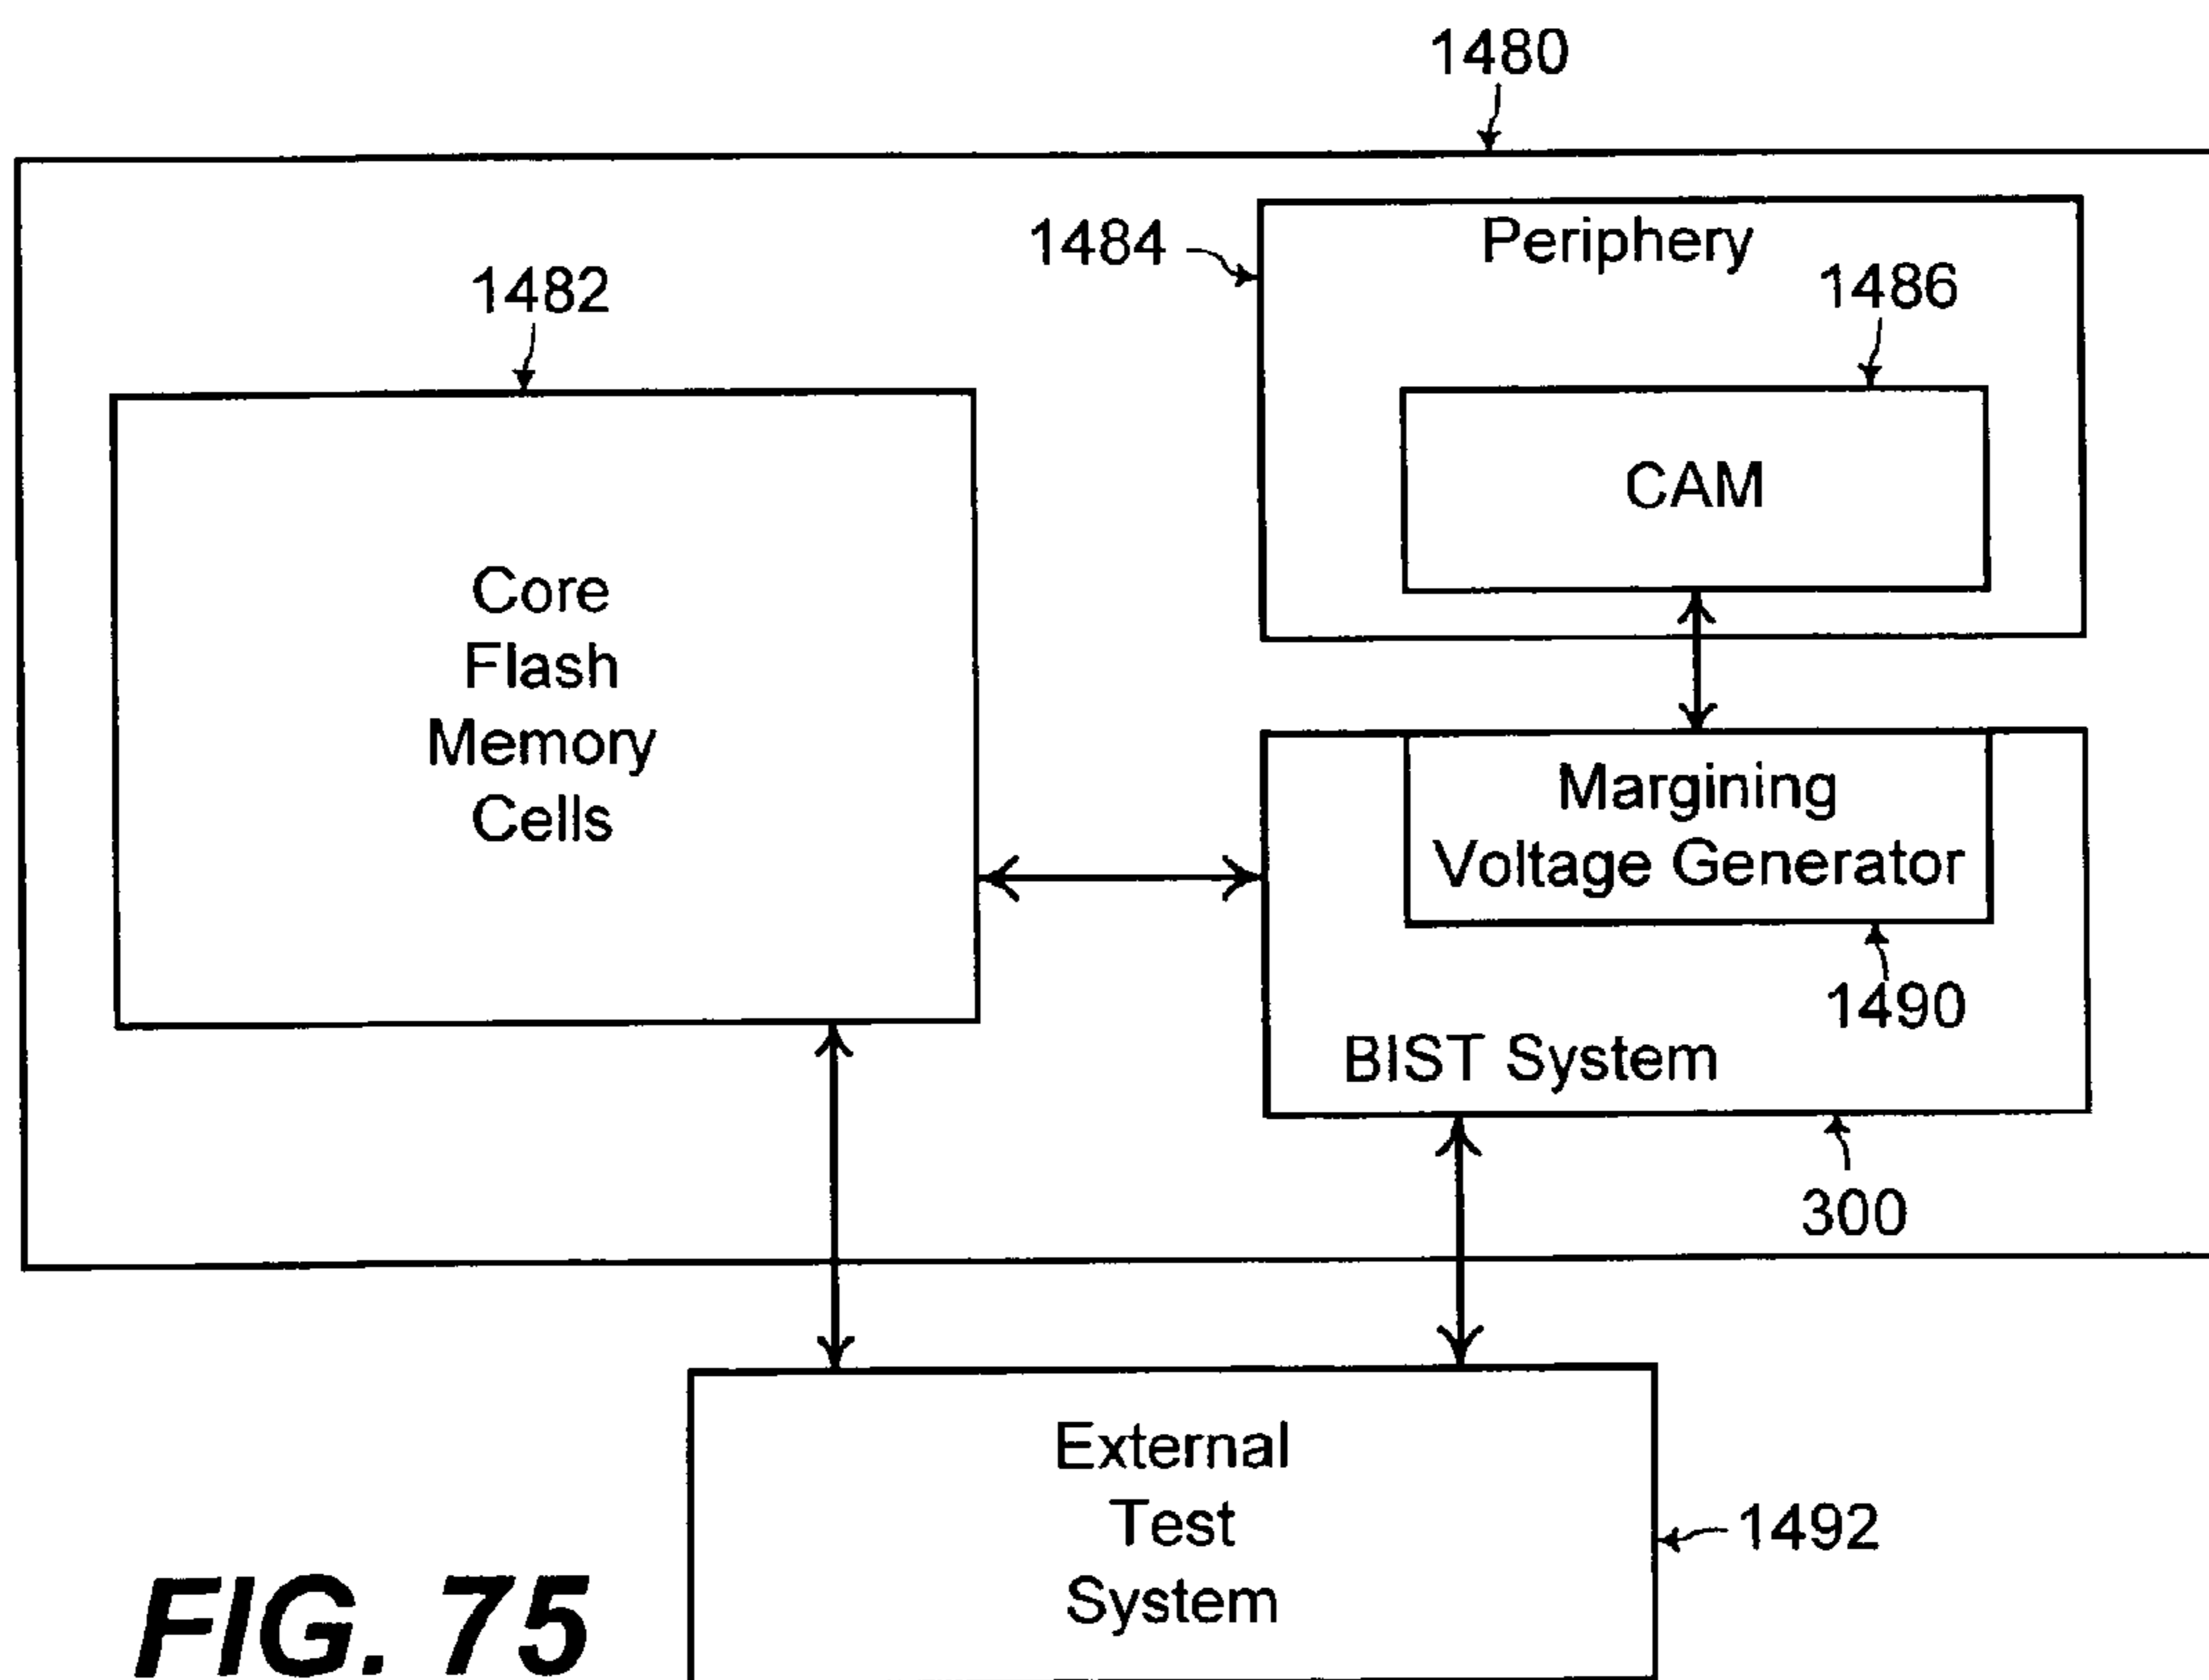 1480
1484
Periphery
1486
1482
CAM
Core
Flash
Memory
Cells
Margining
Voltage Generator
1490
BIST System
300
External
Test
System
1492
FIG. 75